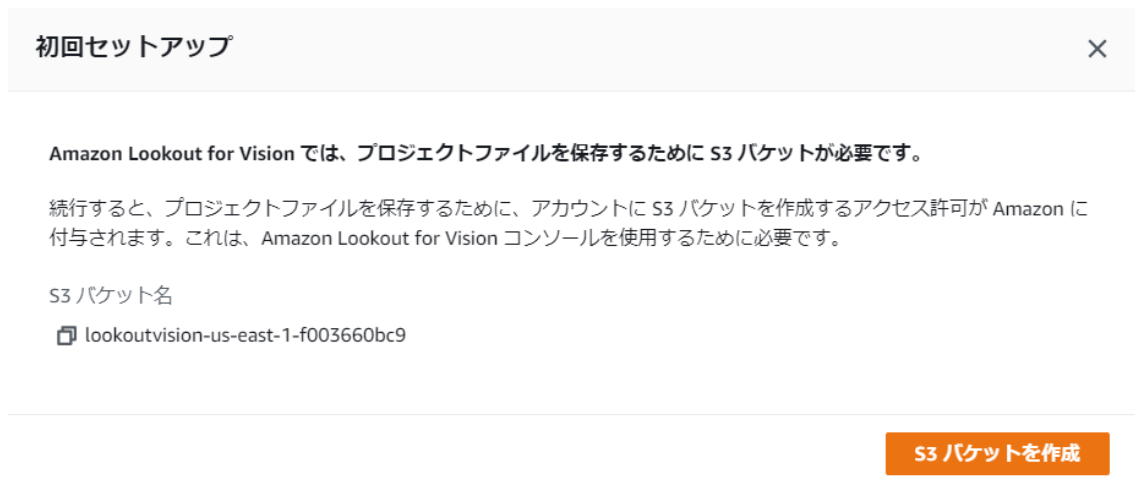 初回セットアップ
Amazon Lookout for Vision では、プロジェクトファイルを保存するために S3 バケットが必要です。
続行すると、プロジェクトファイルを保存するために、アカウントに S3 バケットを作成するアクセス許可が Amazon に
付与されます。これは、Amazon Lookout for Vision コンソールを使用するために必要です。
S3 バケット名
lookoutvision-us-east-1-f003660bc9
S3 バケットを作成